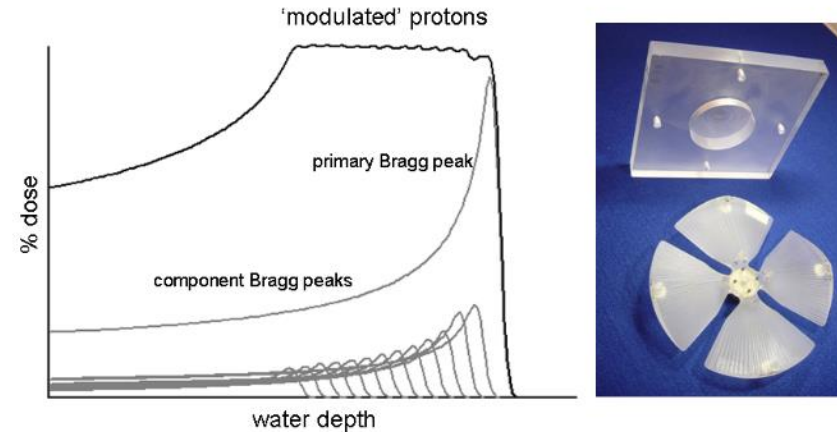 'modulated' protons
primary Bragg peak
component Bragg peaks
% dose
water depth